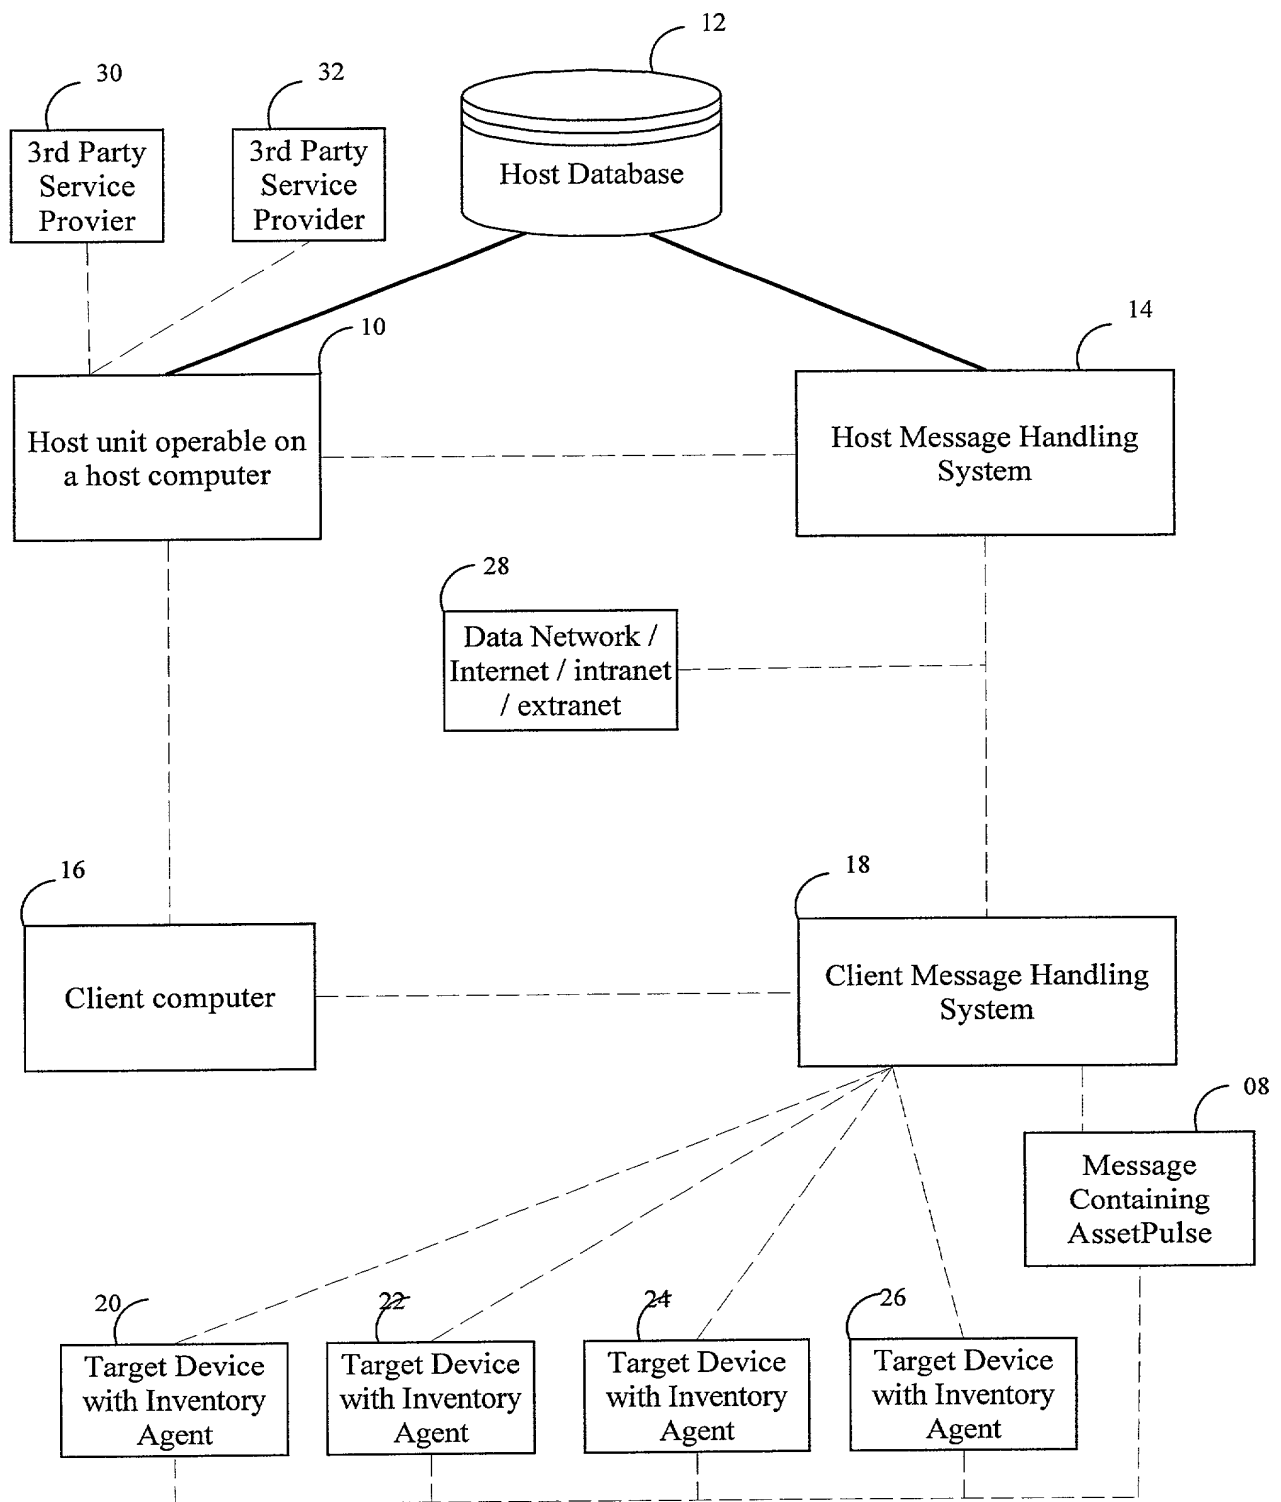 12
30
32
3rd Party
Service
Provier
3rd Party
Service
Provider
Host Database
10
14
Host unit operable on
a host computer
Host Message Handling
System
28
Data Network /
Internet / intranet
/ extranet
16
18
Client computer
Client Message Handling
System
08
Message
Containing
AssetPulse
20
22
24
26
Target Device
with Inventory
Agent
Target Device
with Inventory
Agent
Target Device
with Inventory
Agent
Target Device
with Inventory
Agent